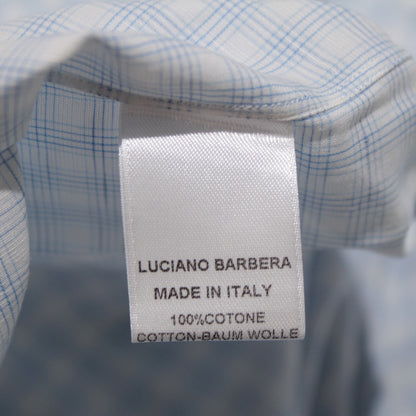 LUCIANO BARBERA
MADE IN ITALY
100%COTONE
COTTON-BAUM WOLLE